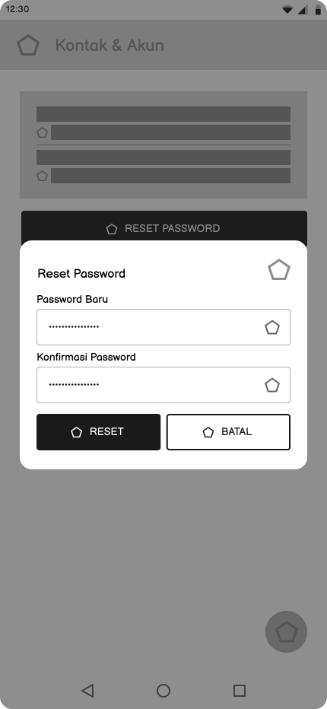 12:30
Kontak & Akun
RESET PASSWORD
Reset Password
Password Baru
••••••••••••••••
Konfirmasi Password
••••••••••••••••
RESET
BATAL